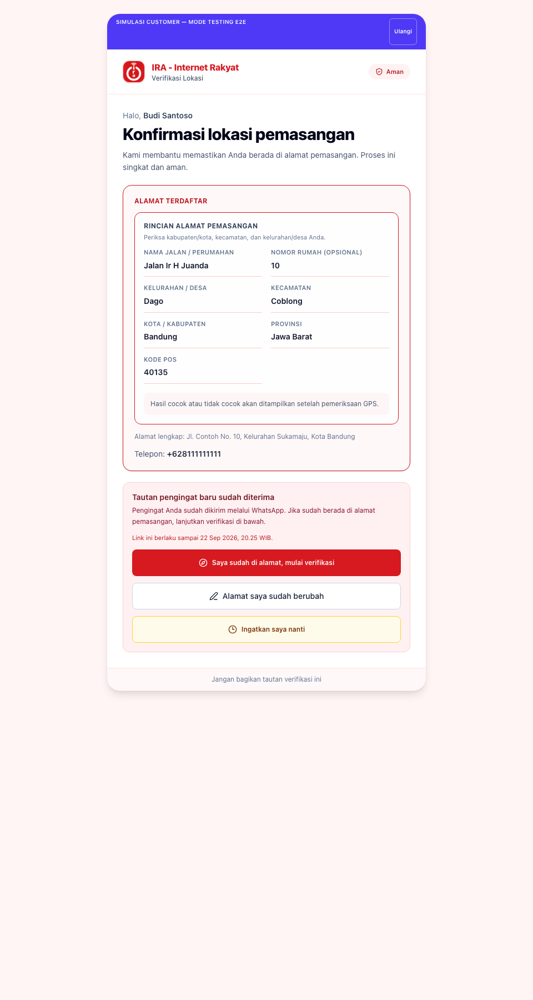 SIMULASI CUSTOMER — MODE TESTING E2E
Ulangi
ira
IRA - Internet Rakyat
Verifikasi Lokasi
Aman
Halo, Budi Santoso
Konfirmasi lokasi pemasangan
Kami membantu memastikan Anda berada di alamat pemasangan. Proses ini
singkat dan aman.
ALAMAT TERDAFTAR
RINCIAN ALAMAT PEMASANGAN
Periksa kabupaten/kota, kecamatan, dan kelurahan/desa Anda.
NAMA JALAN / PERUMAHAN
Jalan Ir H Juanda
NOMOR RUMAH (OPSIONAL)
10
KELURAHAN / DESA
Dago
KECAMATAN
Coblong
KOTA / KABUPATEN
Bandung
PROVINSI
Jawa Barat
KODE POS
40135
Hasil cocok atau tidak cocok akan ditampilkan setelah pemeriksaan GPS.
Alamat lengkap: Jl. Contoh No. 10, Kelurahan Sukamaju, Kota Bandung
Telepon: +628111111111
Tautan pengingat baru sudah diterima
Pengingat Anda sudah dikirim melalui WhatsApp. Jika sudah berada di alamat
pemasangan, lanjutkan verifikasi di bawah.
Link ini berlaku sampai 22 Sep 2026, 20.25 WIB.
Saya sudah di alamat, mulai verifikasi
Alamat saya sudah berubah
Ingatkan saya nanti
Jangan bagikan tautan verifikasi ini